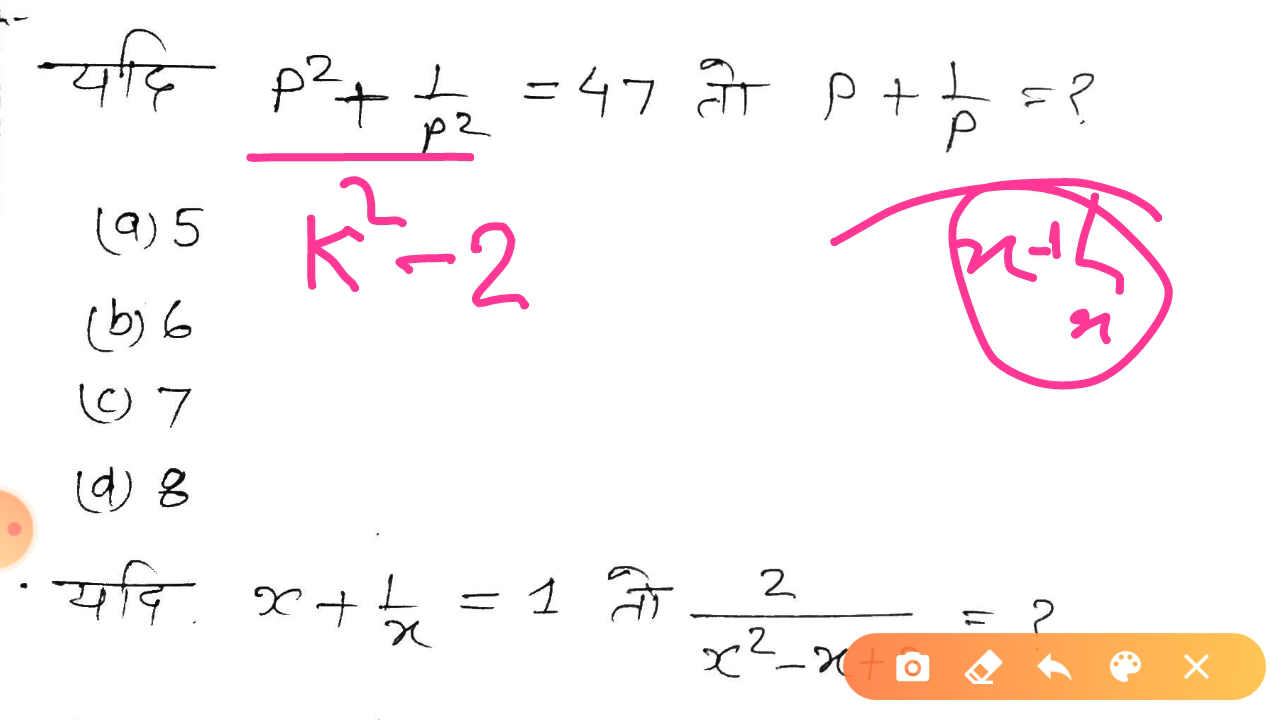 यदि p² + 1/p² = 47 तो p + 1/p = ?
K² - 2
x - 1/x
(a) 5
(b) 6
(c) 7
(d) 8
यदि x + 1/x = 1 तो 2/(x² - x +
= ?